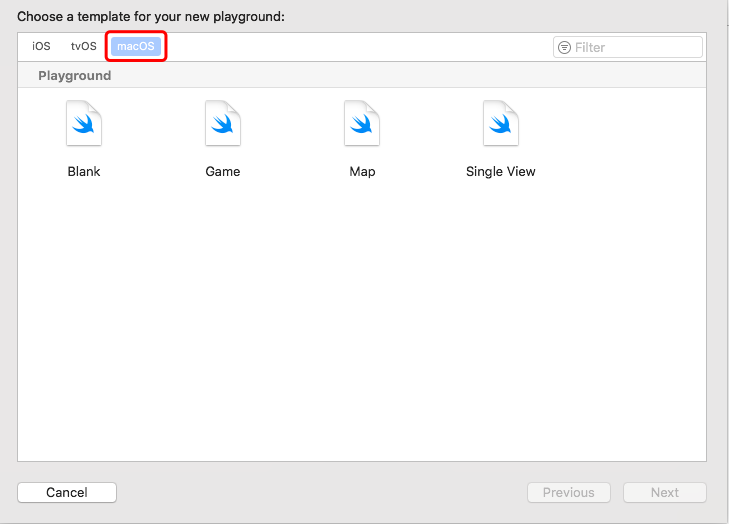 Choose a template for your new playground:
iOS tvOS macOS Filter
Playground
Blank Game Map Single View
Cancel Previous Next